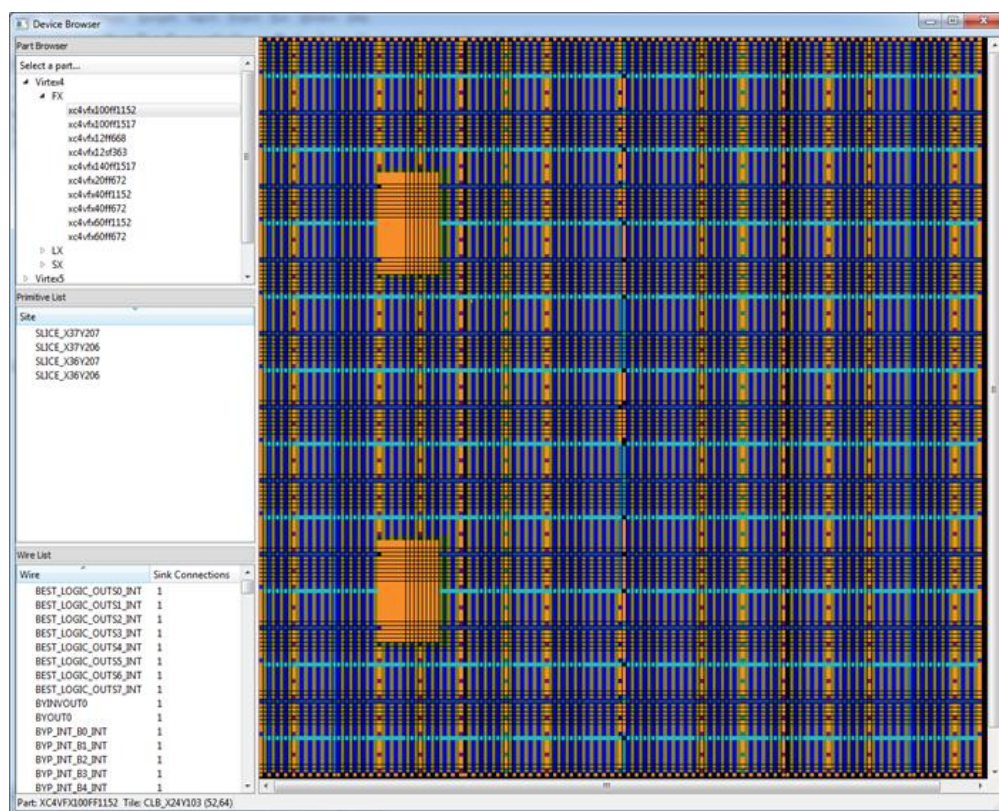 Device Browser
Part Browser
Select a part...
Virtex4
FX
xc4vfx100ff1152
xc4vfx100ff1517
xc4vfx12ff668
xc4vfx12sf363
xc4vfx140ff1517
xc4vfx20ff672
xc4vfx40ff1152
xc4vfx40ff672
xc4vfx60ff1152
xc4vfx60ff672
LX
SX
Virtex5
Primitive List
Site
SLICE_X37Y207
SLICE_X37Y206
SLICE_X36Y207
SLICE_X36Y206
Wire List
Wire Sink Connections
BEST_LOGIC_OUTS0_INT 1
BEST_LOGIC_OUTS1_INT 1
BEST_LOGIC_OUTS2_INT 1
BEST_LOGIC_OUTS3_INT 1
BEST_LOGIC_OUTS4_INT 1
BEST_LOGIC_OUTS5_INT 1
BEST_LOGIC_OUTS6_INT 1
BEST_LOGIC_OUTS7_INT 1
BYINVOUT0 1
BYOUT0 1
BYP_INT_B0_INT 1
BYP_INT_B1_INT 1
BYP_INT_B2_INT 1
BYP_INT_B3_INT 1
BYP_INT_B4_INT 1
Part: XC4VFX100FF1152 Tile: CLB_X24Y103 (52,64)